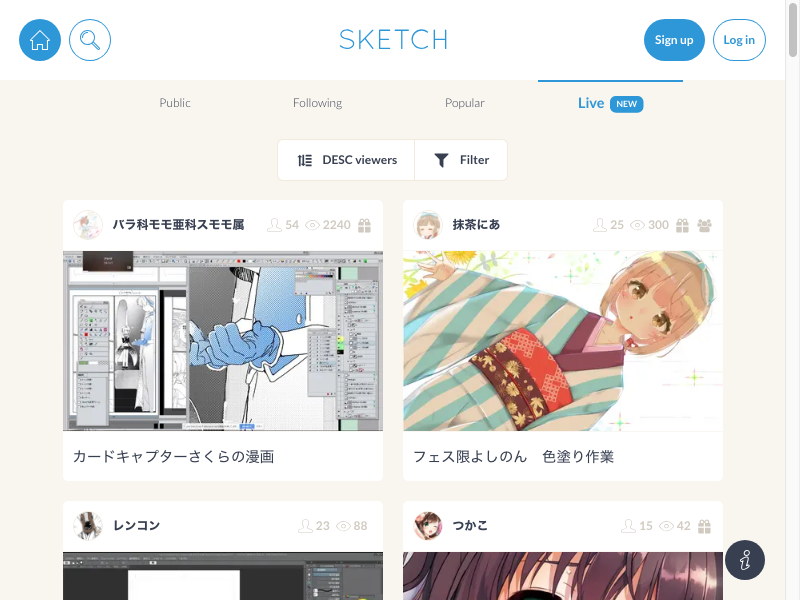 SKETCH
Sign up
Log in
Public
Following
Popular
Live NEW
DESC viewers
Filter
バラ科モモ亜科スモモ属 54 2240
抹茶にあ 25 300
カードキャプターさくらの漫画
フェス限よしのん　色塗り作業
レンコン 23 88
つかこ 15 42